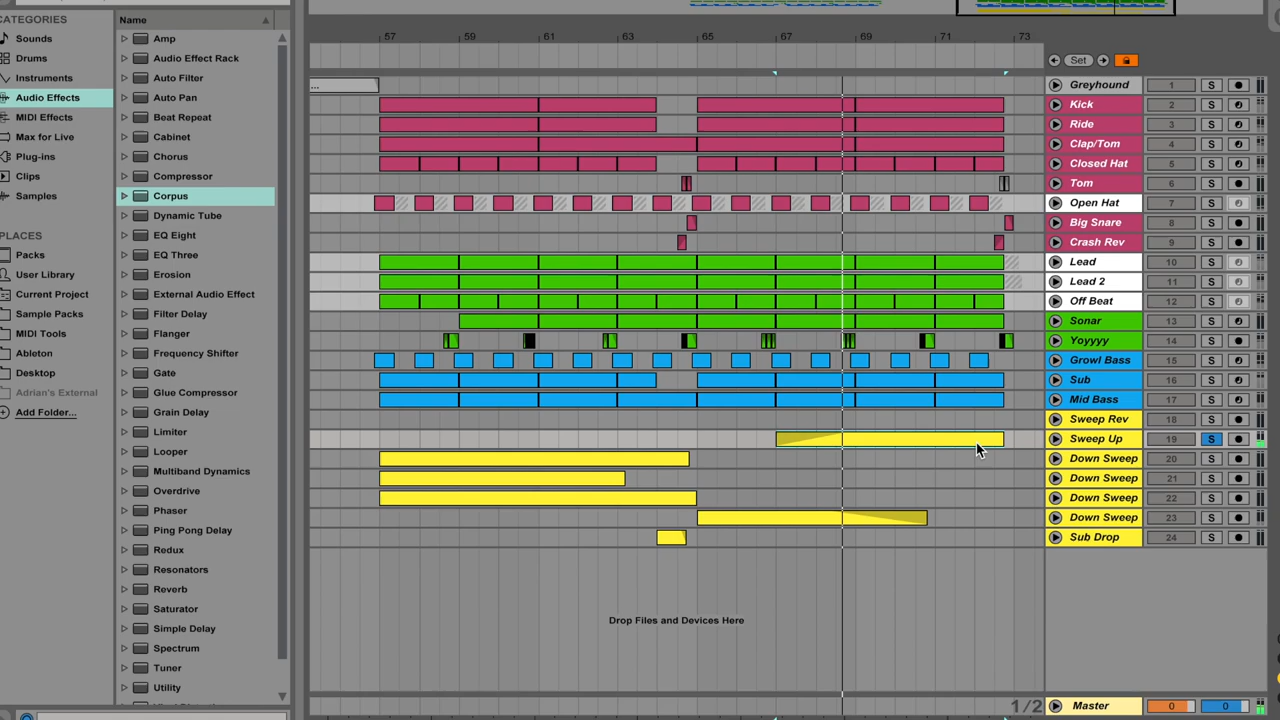 CATEGORIES
Sounds
Drums
Instruments
Audio Effects
MIDI Effects
Max for Live
Plug-ins
Clips
Samples
PLACES
Packs
User Library
Current Project
Sample Packs
MIDI Tools
Ableton
Desktop
Adrian's External
Add Folder...
Name
Amp
Audio Effect Rack
Auto Filter
Auto Pan
Beat Repeat
Cabinet
Chorus
Compressor
Corpus
Dynamic Tube
EQ Eight
EQ Three
Erosion
External Audio Effect
Filter Delay
Flanger
Frequency Shifter
Gate
Glue Compressor
Grain Delay
Limiter
Looper
Multiband Dynamics
Overdrive
Phaser
Ping Pong Delay
Redux
Resonators
Reverb
Saturator
Simple Delay
Spectrum
Tuner
Utility
57 59 61 63 65 67 69 71 73
Set
...
Greyhound 1 S
Kick 2 S
Ride 3 S
Clap/Tom 4 S
Closed Hat 5 S
Tom 6 S
Open Hat 7 S
Big Snare 8 S
Crash Rev 9 S
Lead 10 S
Lead 2 11 S
Off Beat 12 S
Sonar 13 S
Yoyyyy 14 S
Growl Bass 15 S
Sub 16 S
Mid Bass 17 S
Sweep Rev 18 S
Sweep Up 19 S
Down Sweep 20 S
Down Sweep 21 S
Down Sweep 22 S
Down Sweep 23 S
Sub Drop 24 S
Drop Files and Devices Here
1/2 Master 0 0